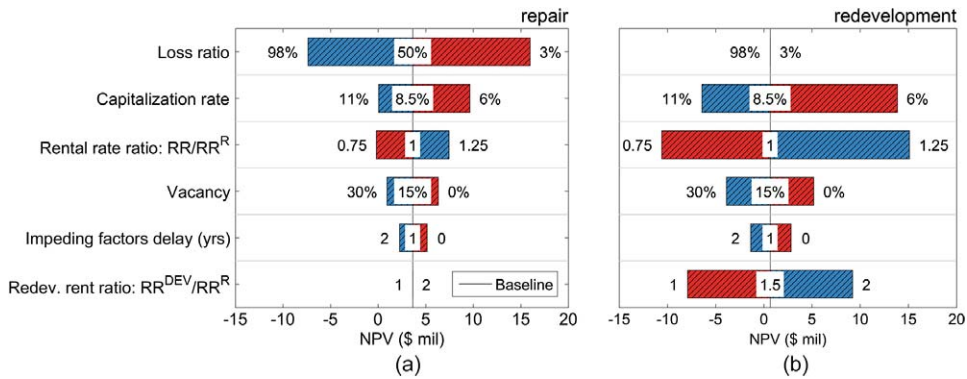 repair
redevelopment
Loss ratio 98% 50% 3% 98% 3%
Capitalization rate 11% 8.5% 6% 11% 8.5% 6%
Rental rate ratio: RR/RRᴿ 0.75 1 1.25 0.75 1 1.25
Vacancy 30% 15% 0% 30% 15% 0%
Impeding factors delay (yrs) 2 1 0 2 1 0
Redev. rent ratio: RRᴰᴱⱽ/RRᴿ 1 2 Baseline 1 1.5 2
-15 -10 -5 0 5 10 15 20 -15 -10 -5 0 5 10 15 20
NPV ($ mil) NPV ($ mil)
(a) (b)